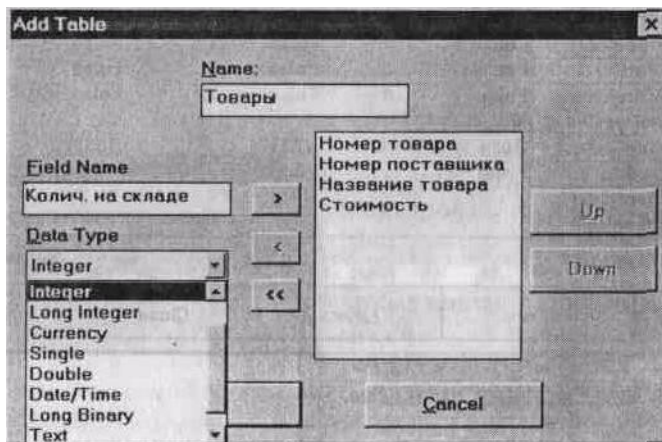 Add Table
Name:
Товары
Field Name
Колич. на складе
Data Type
Integer
Integer
Long Integer
Currency
Single
Double
Date/Time
Long Binary
Text
>
<
<<
Номер товара
Номер поставщика
Название товара
Стоимость
Up
Down
Cancel